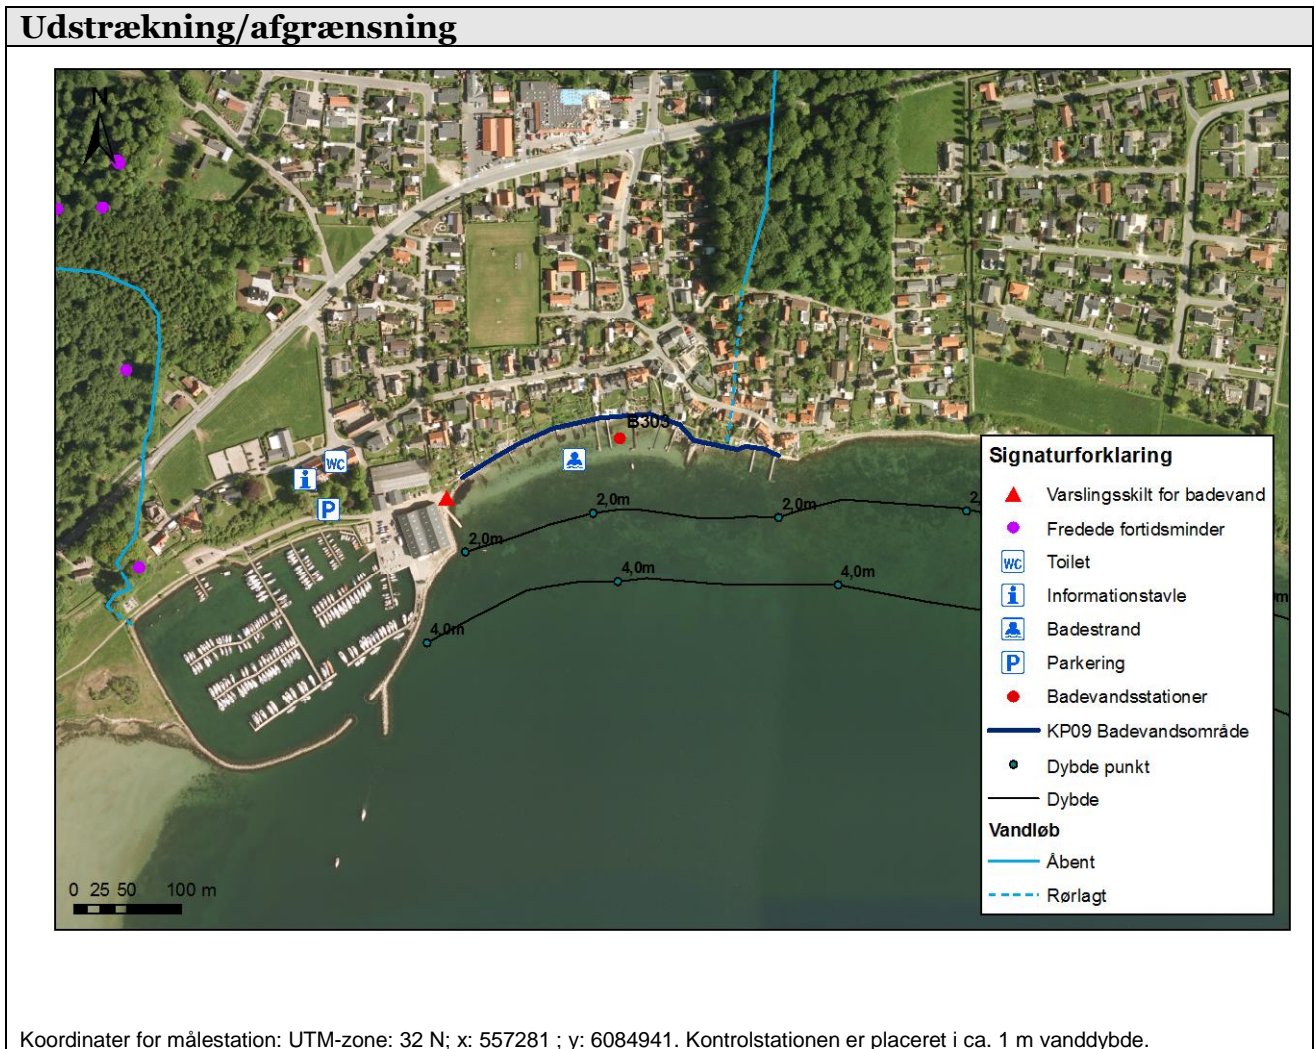 Udstrækning/afgrænsning
N
B303
WC
i
P
2,0m
2,0m
2,0m
2,
4,0m
4,0m
4,0m
m
0 25 50 100 m
Signaturforklaring
Varslingsskilt for badevand
Fredede fortidsminder
WC Toilet
i Informationstavle
Badestrand
P Parkering
Badevandsstationer
KP09 Badevandsområde
Dybde punkt
Dybde
Vandløb
Åbent
Rørlagt
Koordinater for målestation: UTM-zone: 32 N; x: 557281 ; y: 6084941. Kontrolstationen er placeret i ca. 1 m vanddybde.